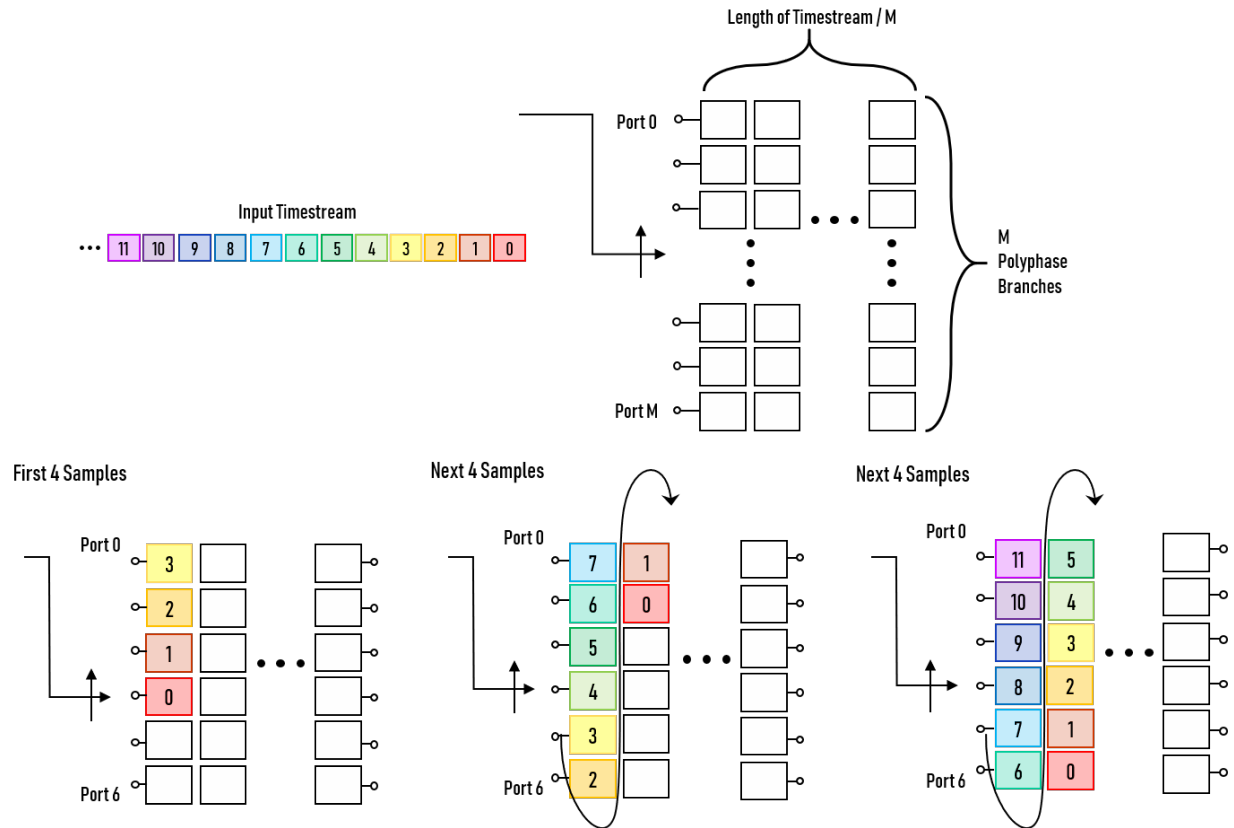 Length of Timestream / M
Port 0
Input Timestream
••• 11 10 9 8 7 6 5 4 3 2 1 0
M
Polyphase
Branches
Port M
First 4 Samples
Port 0
3
2
1
0
Port 6
Next 4 Samples
Port 0
7 1
6 0
5
4
3
2
Port 6
Next 4 Samples
Port 0
11 5
10 4
9 3
8 2
7 1
6 0
Port 6